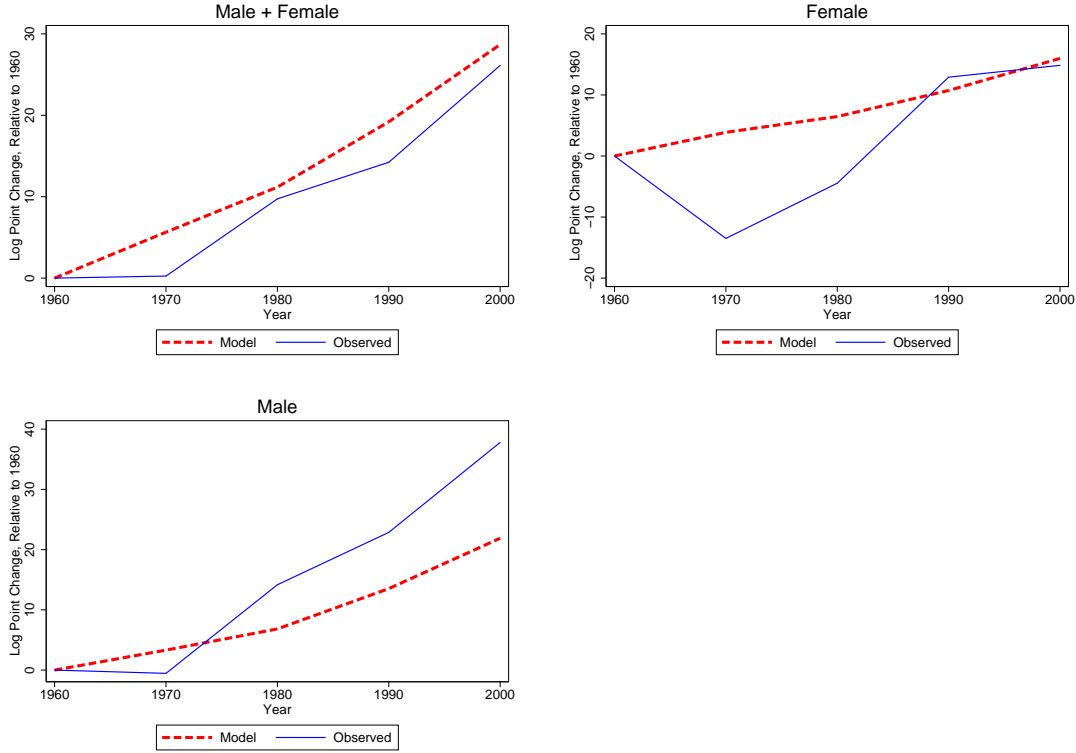 Male + Female
Log Point Change, Relative to 1960
30
20
10
0
1960 1970 1980 1990 2000
Year
Model Observed
Female
Log Point Change, Relative to 1960
20
10
0
−10
−20
1960 1970 1980 1990 2000
Year
Model Observed
Male
Log Point Change, Relative to 1960
40
30
20
10
0
1960 1970 1980 1990 2000
Year
Model Observed